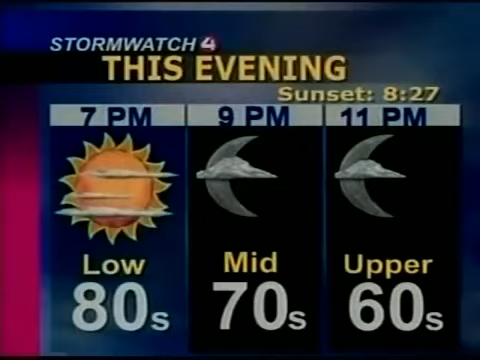 STORMWATCH 4
THIS EVENING
Sunset: 8:27
7 PM 9 PM 11 PM
Low Mid Upper
80s 70s 60s